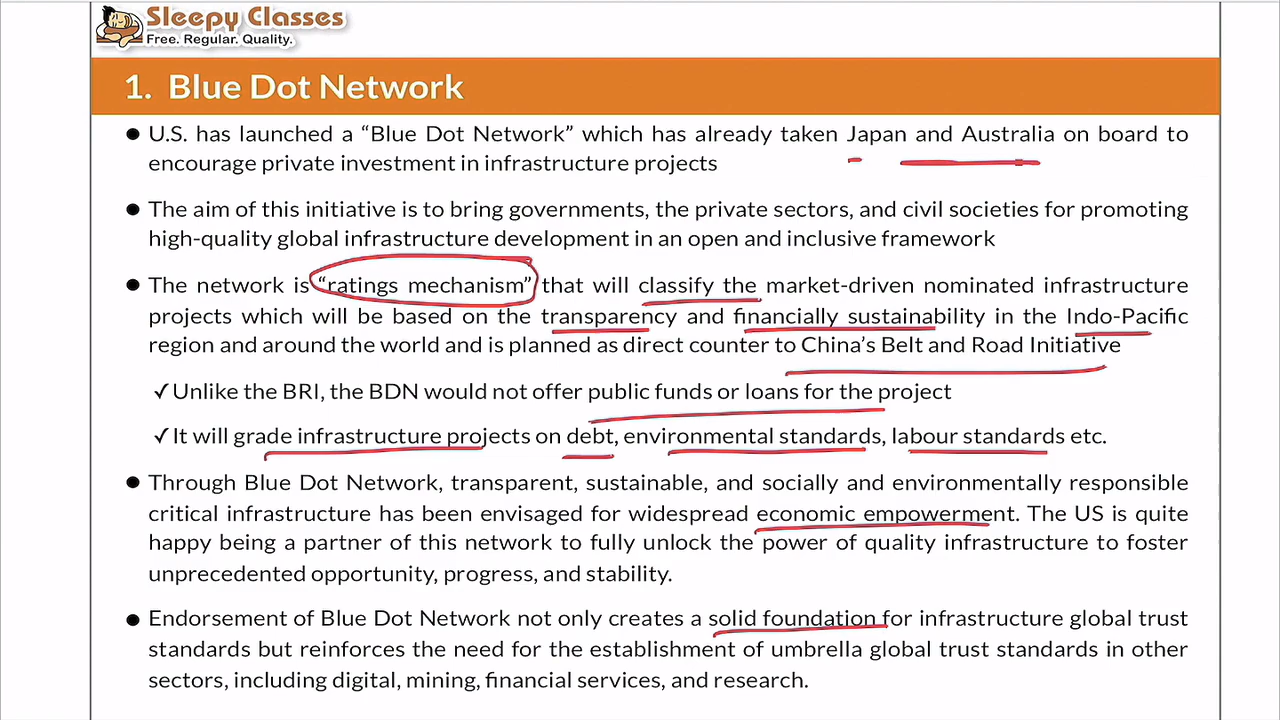 Sleepy Classes
Free. Regular. Quality.
1. Blue Dot Network
● U.S. has launched a “Blue Dot Network” which has already taken Japan and Australia on board to
encourage private investment in infrastructure projects
● The aim of this initiative is to bring governments, the private sectors, and civil societies for promoting
high-quality global infrastructure development in an open and inclusive framework
● The network is “ratings mechanism” that will classify the market-driven nominated infrastructure
projects which will be based on the transparency and financially sustainability in the Indo-Pacific
region and around the world and is planned as direct counter to China’s Belt and Road Initiative
✓Unlike the BRI, the BDN would not offer public funds or loans for the project
✓It will grade infrastructure projects on debt, environmental standards, labour standards etc.
● Through Blue Dot Network, transparent, sustainable, and socially and environmentally responsible
critical infrastructure has been envisaged for widespread economic empowerment. The US is quite
happy being a partner of this network to fully unlock the power of quality infrastructure to foster
unprecedented opportunity, progress, and stability.
● Endorsement of Blue Dot Network not only creates a solid foundation for infrastructure global trust
standards but reinforces the need for the establishment of umbrella global trust standards in other
sectors, including digital, mining, financial services, and research.